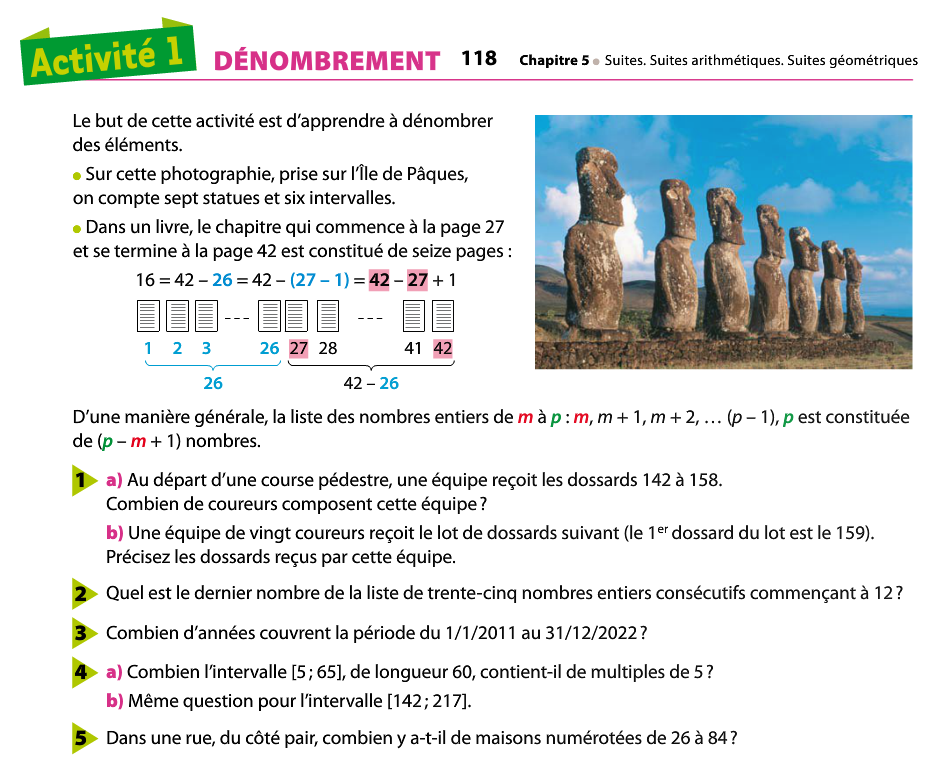 Activité 1
DÉNOMBREMENT 118 Chapitre 5 ● Suites. Suites arithmétiques. Suites géométriques
Le but de cette activité est d’apprendre à dénombrer
des éléments.
● Sur cette photographie, prise sur l’Île de Pâques,
on compte sept statues et six intervalles.
● Dans un livre, le chapitre qui commence à la page 27
et se termine à la page 42 est constitué de seize pages :
16 = 42 – 26 = 42 – (27 – 1) = 42 – 27 + 1
1 2 3 26 27 28 41 42
26 42 – 26
D’une manière générale, la liste des nombres entiers de m à p : m, m + 1, m + 2, … (p – 1), p est constituée
de (p – m + 1) nombres.
1 a) Au départ d’une course pédestre, une équipe reçoit les dossards 142 à 158.
Combien de coureurs composent cette équipe ?
b) Une équipe de vingt coureurs reçoit le lot de dossards suivant (le 1er dossard du lot est le 159).
Précisez les dossards reçus par cette équipe.
2 Quel est le dernier nombre de la liste de trente-cinq nombres entiers consécutifs commençant à 12 ?
3 Combien d’années couvrent la période du 1/1/2011 au 31/12/2022 ?
4 a) Combien l’intervalle [5 ; 65], de longueur 60, contient-il de multiples de 5 ?
b) Même question pour l’intervalle [142 ; 217].
5 Dans une rue, du côté pair, combien y a-t-il de maisons numérotées de 26 à 84 ?